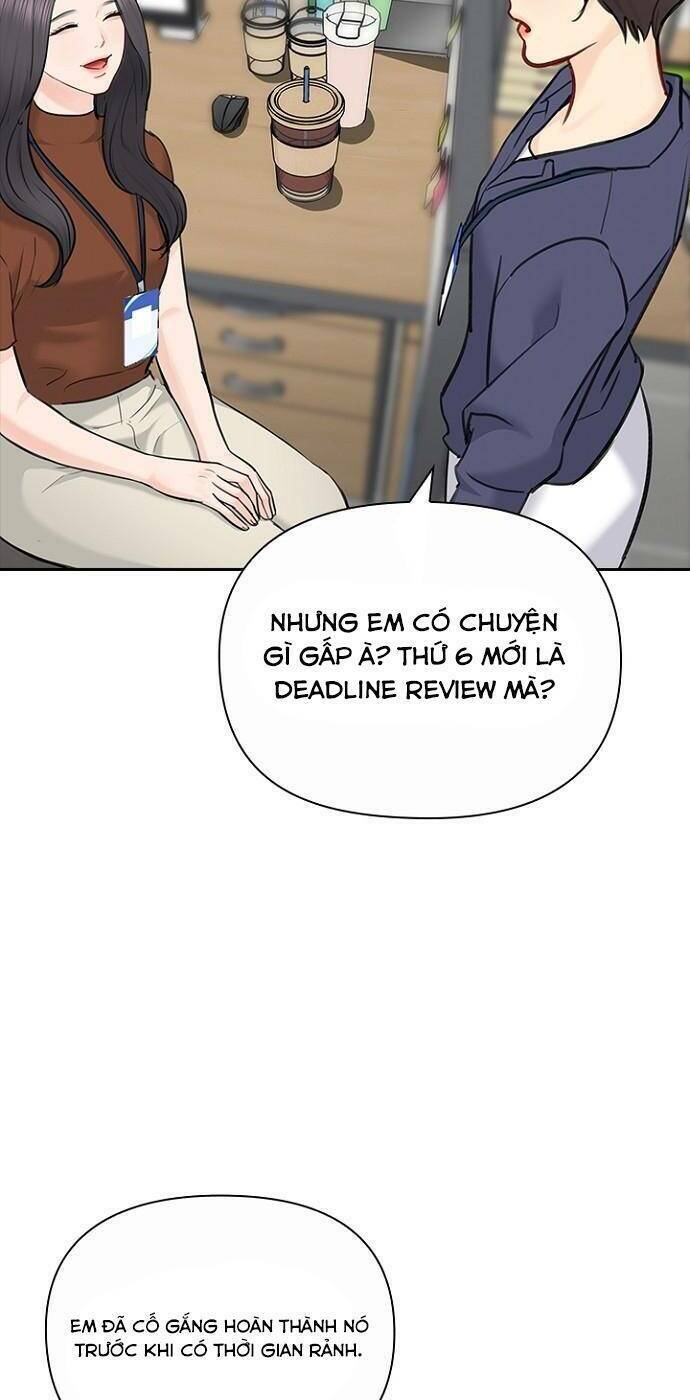 NHƯNG EM CÓ CHUYỆN
GÌ GẤP À? THỨ 6 MỚI LÀ
DEADLINE REVIEW MÀ?
EM ĐÃ CỐ GẮNG HOÀN THÀNH NÓ
TRƯỚC KHI CÓ THỜI GIAN RẢNH.